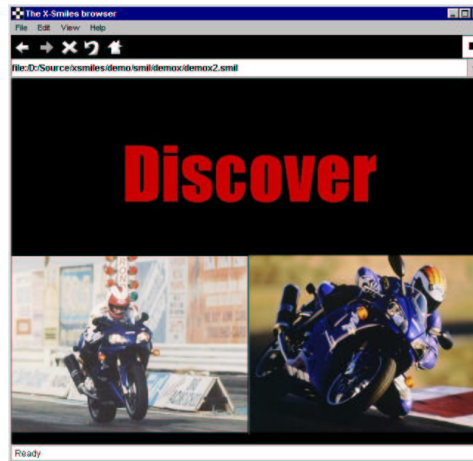 The X-Smiles browser
File Edit View Help
file:/D:/Source/xsmiles/demo/smil/demox/demox2.smil
Discover
Ready